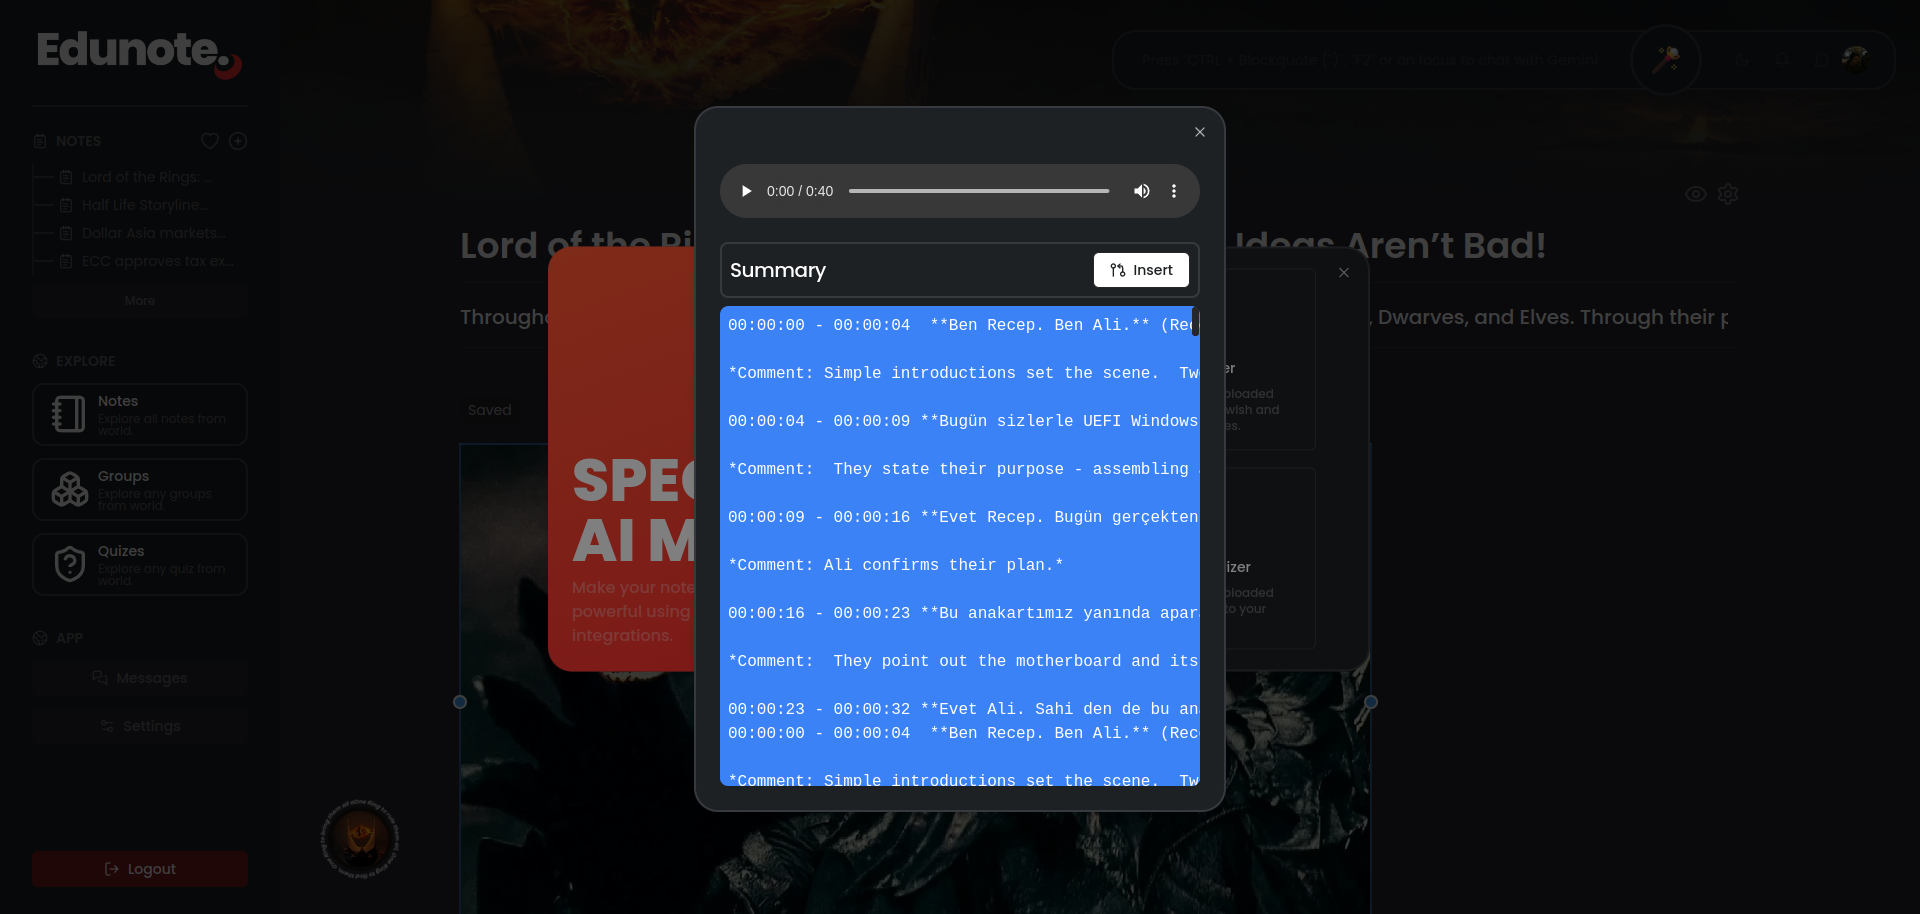 Edunote.
Press "CTRL + Blockquote (`)", "F2" or on focus to chat with Gemini
NOTES
Lord of the Rings: ...
Half Life Storyline...
Dollar Asia markets...
ECC approves tax ex...
More
EXPLORE
Notes
Explore all notes from
world.
Groups
Explore any groups
from world.
Quizes
Explore any quiz from
world.
APP
Messages
Settings
Logout
Lord of the Ri
Ideas Aren’t Bad!
Through
, Dwarves, and Elves. Through their p
Saved
SPEC
AI M
Make your note
powerful using
integrations.
er
ploaded
wish and
es.
izer
ploaded
to your
0:00 / 0:40
Summary
Insert
00:00:00 - 00:00:04 **Ben Recep. Ben Ali.** (Rec
*Comment: Simple introductions set the scene. Tw
00:00:04 - 00:00:09 **Bugün sizlerle UEFI Windows
*Comment: They state their purpose - assembling
00:00:09 - 00:00:16 **Evet Recep. Bugün gerçekten
*Comment: Ali confirms their plan.*
00:00:16 - 00:00:23 **Bu anakartımız yanında apar
*Comment: They point out the motherboard and its
00:00:23 - 00:00:32 **Evet Ali. Sahi den de bu an
00:00:00 - 00:00:04 **Ben Recep. Ben Ali.** (Rec
*Comment: Simple introductions set the scene. Tw